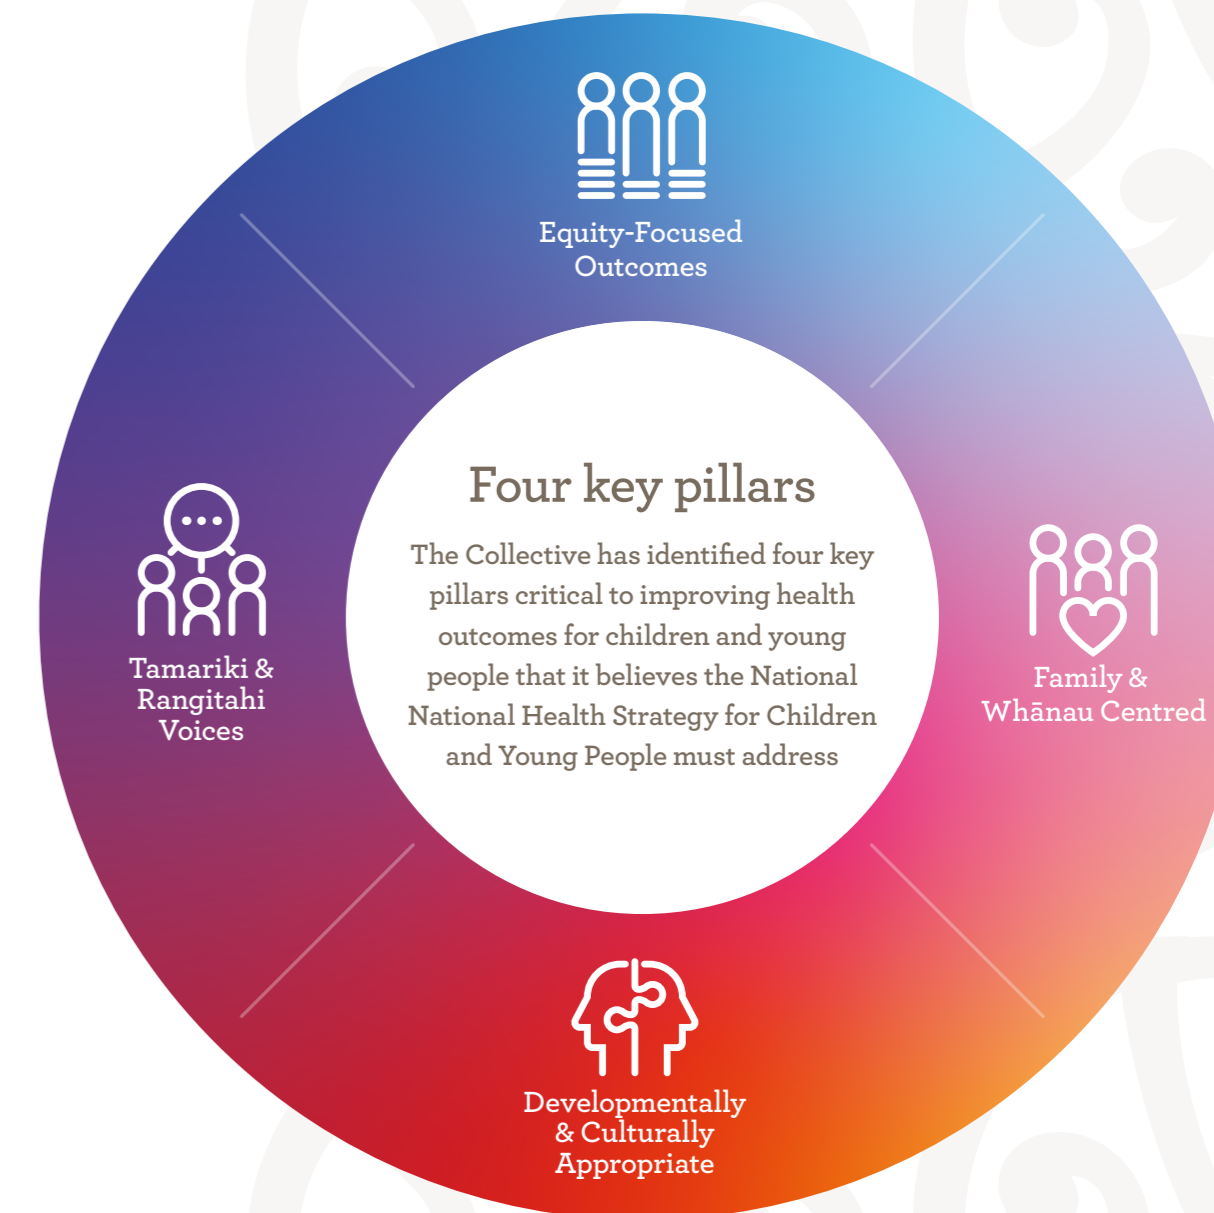 Equity-Focused
Outcomes
Four key pillars
The Collective has identified four key
pillars critical to improving health
outcomes for children and young
people that it believes the National
National Health Strategy for Children
and Young People must address
Tamariki &
Rangitahi
Voices
Family &
Whānau Centred
Developmentally
& Culturally
Appropriate